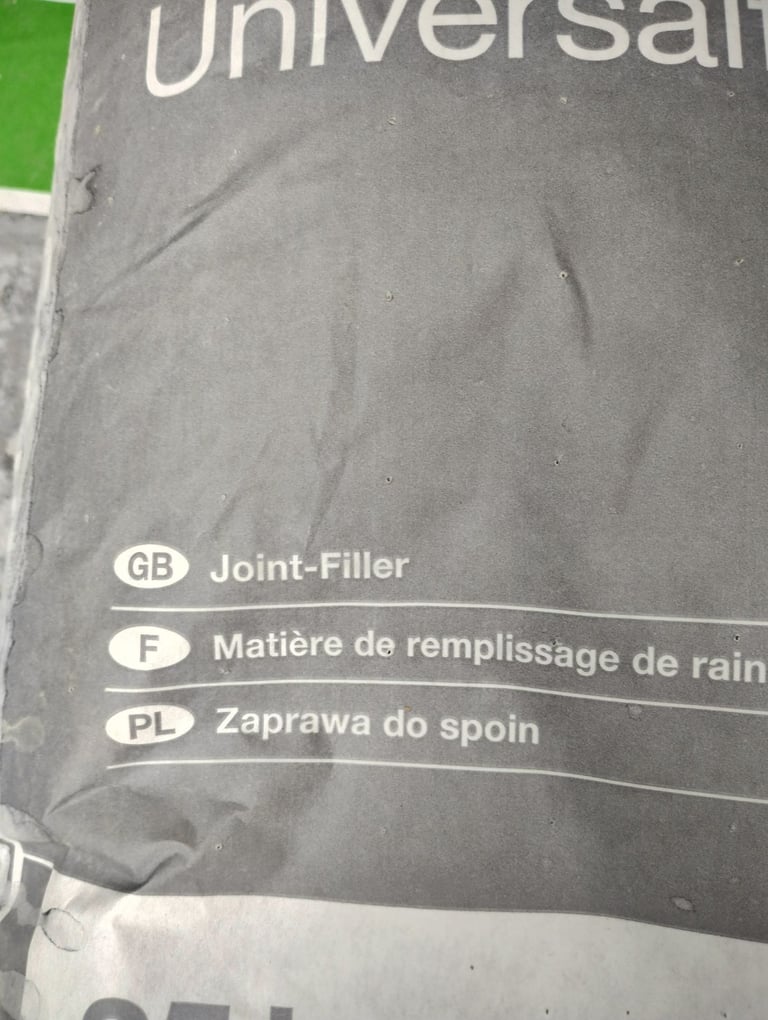 GB Joint-Filler
F Matière de remplissage de rain
PL Zaprawa do spoin